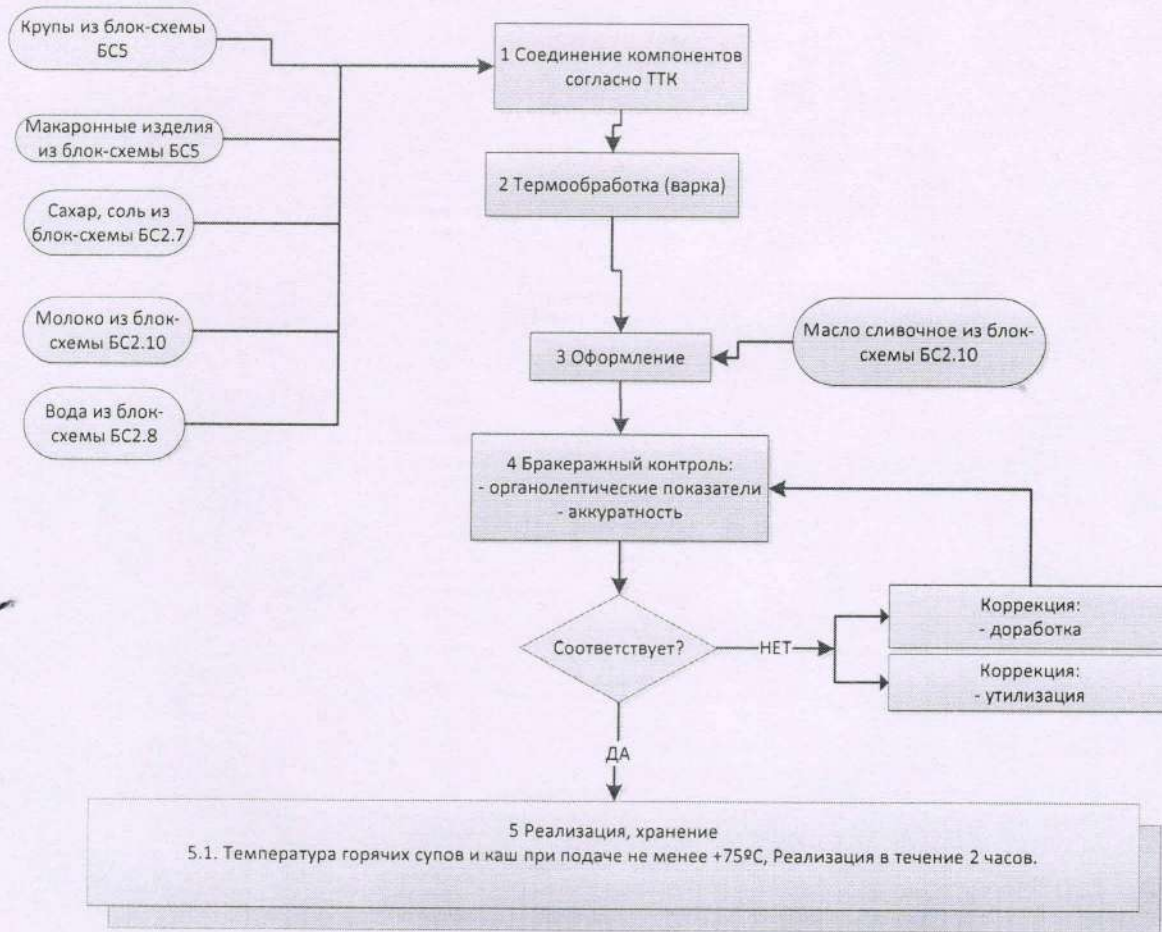 Крупы из блок-схемы
БС5
1 Соединение компонентов
согласно ТТК
Макаронные изделия
из блок-схемы БС5
2 Термообработка (варка)
Сахар, соль из
блок-схемы БС2.7
Молоко из блок-
схемы БС2.10
3 Оформление
Масло сливочное из блок-
схемы БС2.10
Вода из блок-
схемы БС2.8
4 Бракеражный контроль:
- органолептические показатели
- аккуратность
Соответствует?
НЕТ
Коррекция:
- доработка
Коррекция:
- утилизация
ДА
5 Реализация, хранение
5.1. Температура горячих супов и каш при подаче не менее +75ºС, Реализация в течение 2 часов.